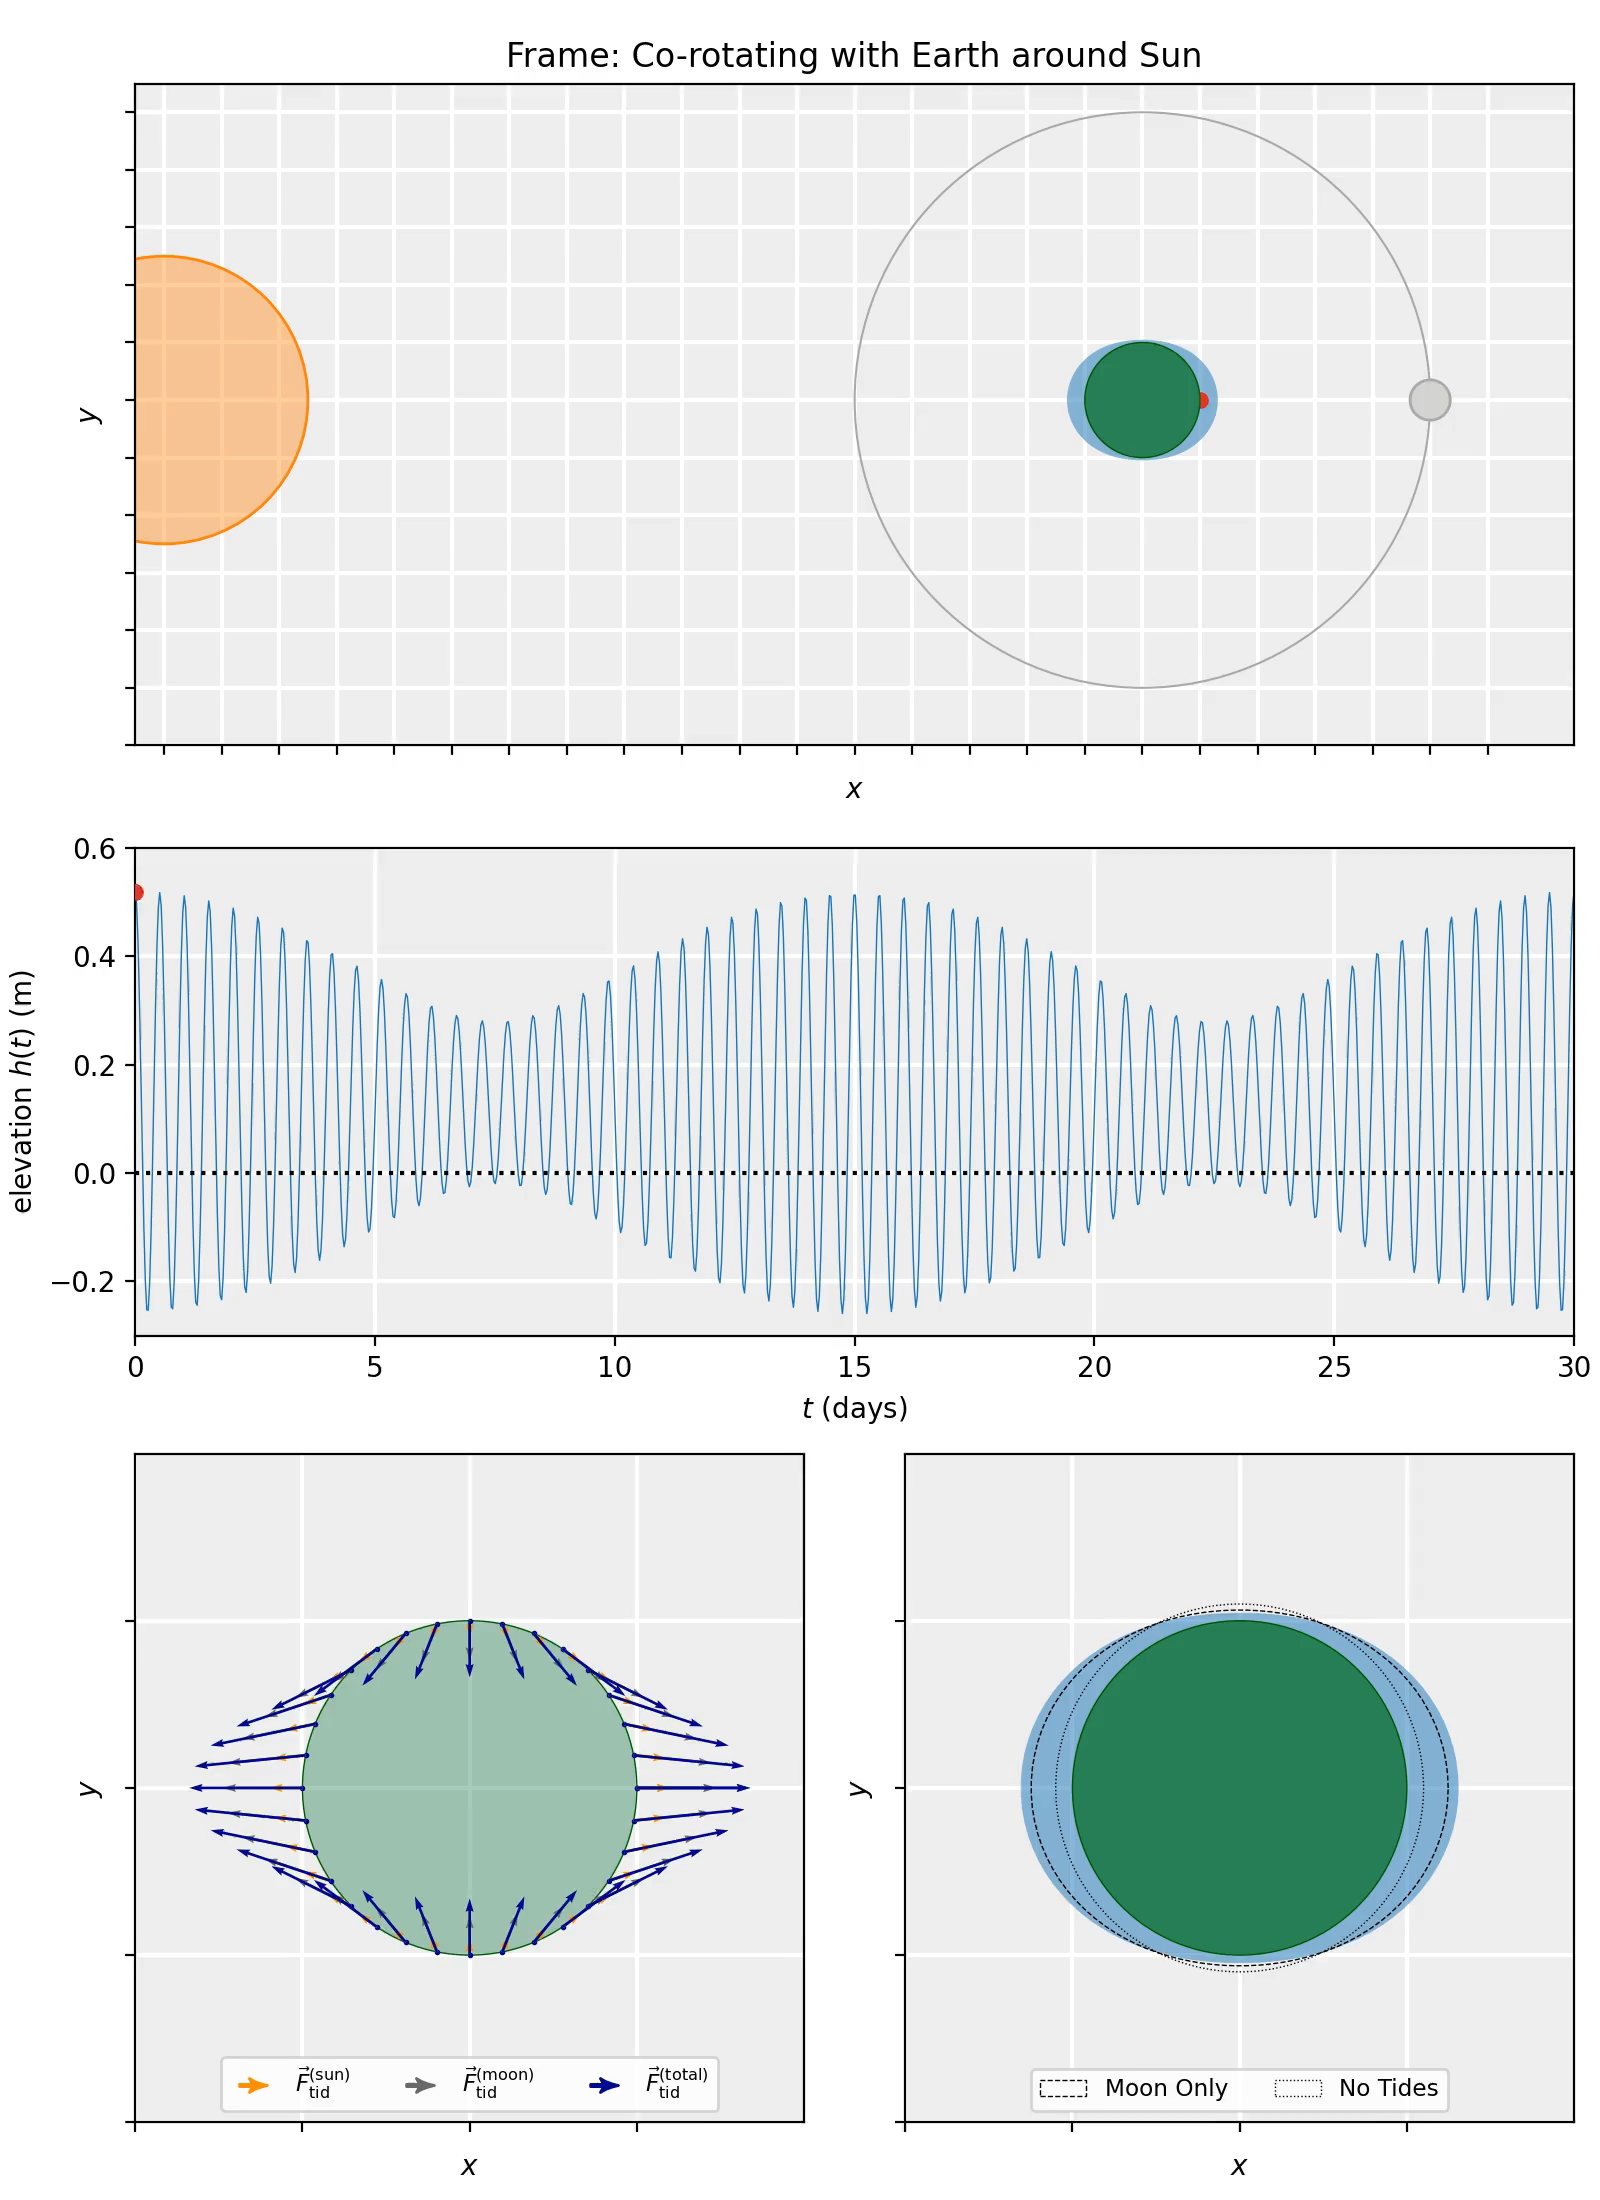 Frame: Co-rotating with Earth around Sun
y
x
0.6
0.4
0.2
0.0
−0.2
elevation h(t) (m)
0 5 10 15 20 25 30
t (days)
y
F⃗ tid (sun) F⃗ tid (moon) F⃗ tid (total)
x
y
Moon Only No Tides
x